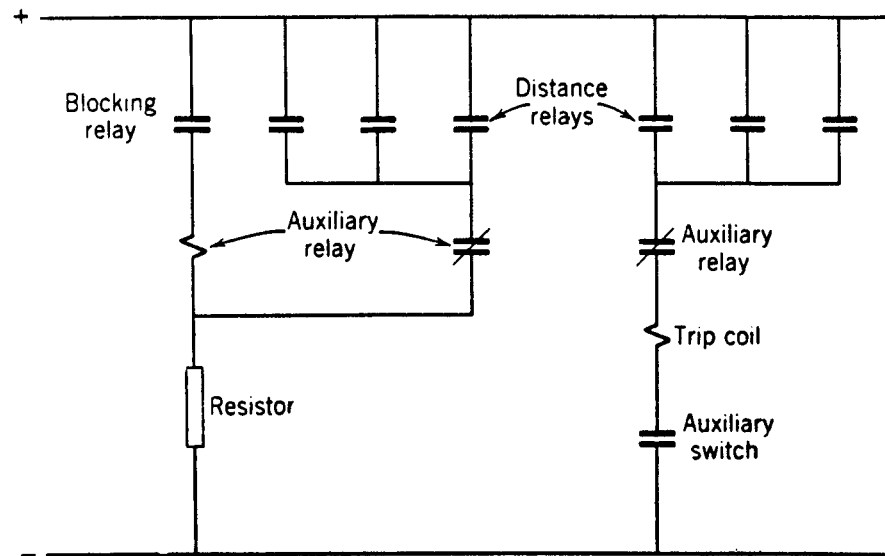 +
Blocking
relay
Distance
relays
Auxiliary
relay
Auxiliary
relay
Trip coil
Resistor
Auxiliary
switch
−